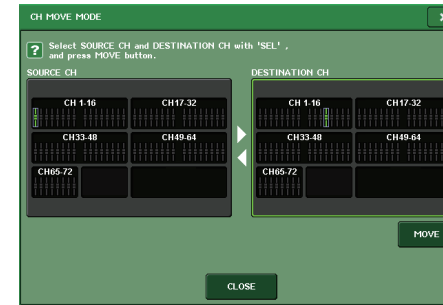 CH MOVE MODE
X
? Select SOURCE CH and DESTINATION CH with 'SEL' ,
and press MOVE button.
SOURCE CH
DESTINATION CH
CH 1-16 CH17-32
CH33-48 CH49-64
CH65-72
CH 1-16 CH17-32
CH33-48 CH49-64
CH65-72
MOVE
CLOSE